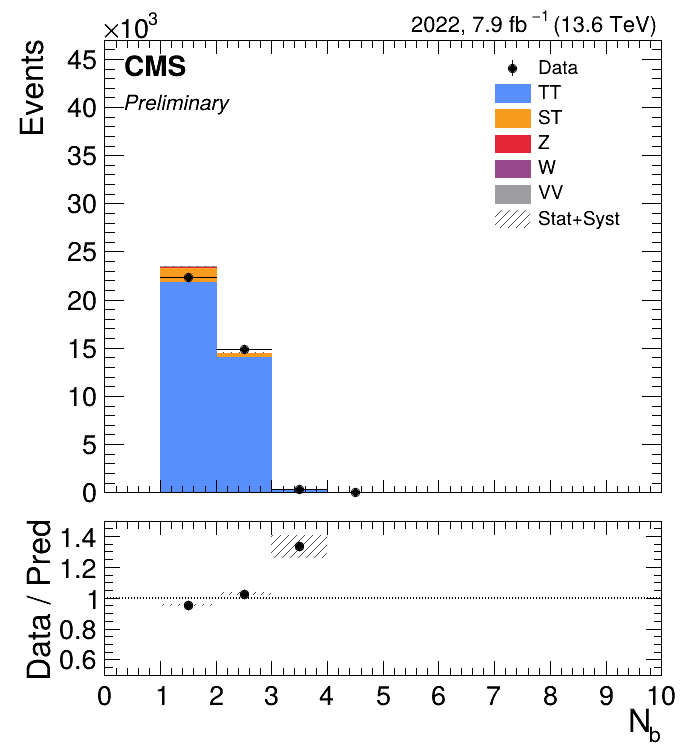 ×10³
2022, 7.9 fb⁻¹ (13.6 TeV)
Events
CMS
Preliminary
45
40
35
30
25
20
15
10
5
0
Data
TT
ST
Z
W
VV
Stat+Syst
Data / Pred
1.4
1.2
1
0.8
0.6
0 1 2 3 4 5 6 7 8 9 10
N_b